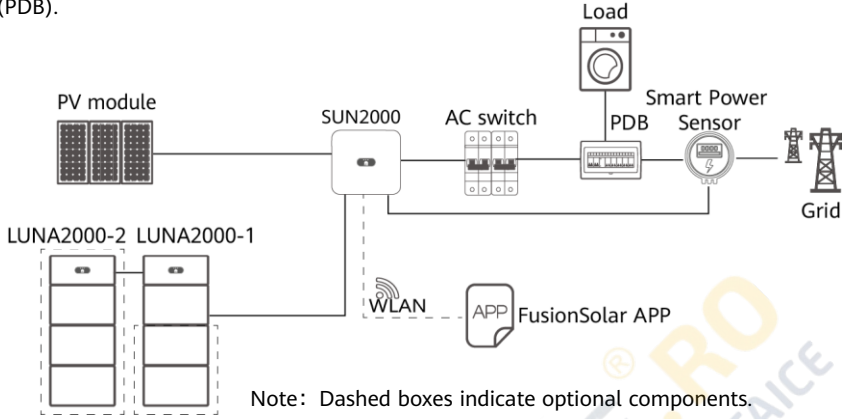 (PDB).
Load
PV module
SUN2000
AC switch
PDB
Smart Power
Sensor
Grid
LUNA2000-2 LUNA2000-1
WLAN
APP
FusionSolar APP
Note: Dashed boxes indicate optional components.